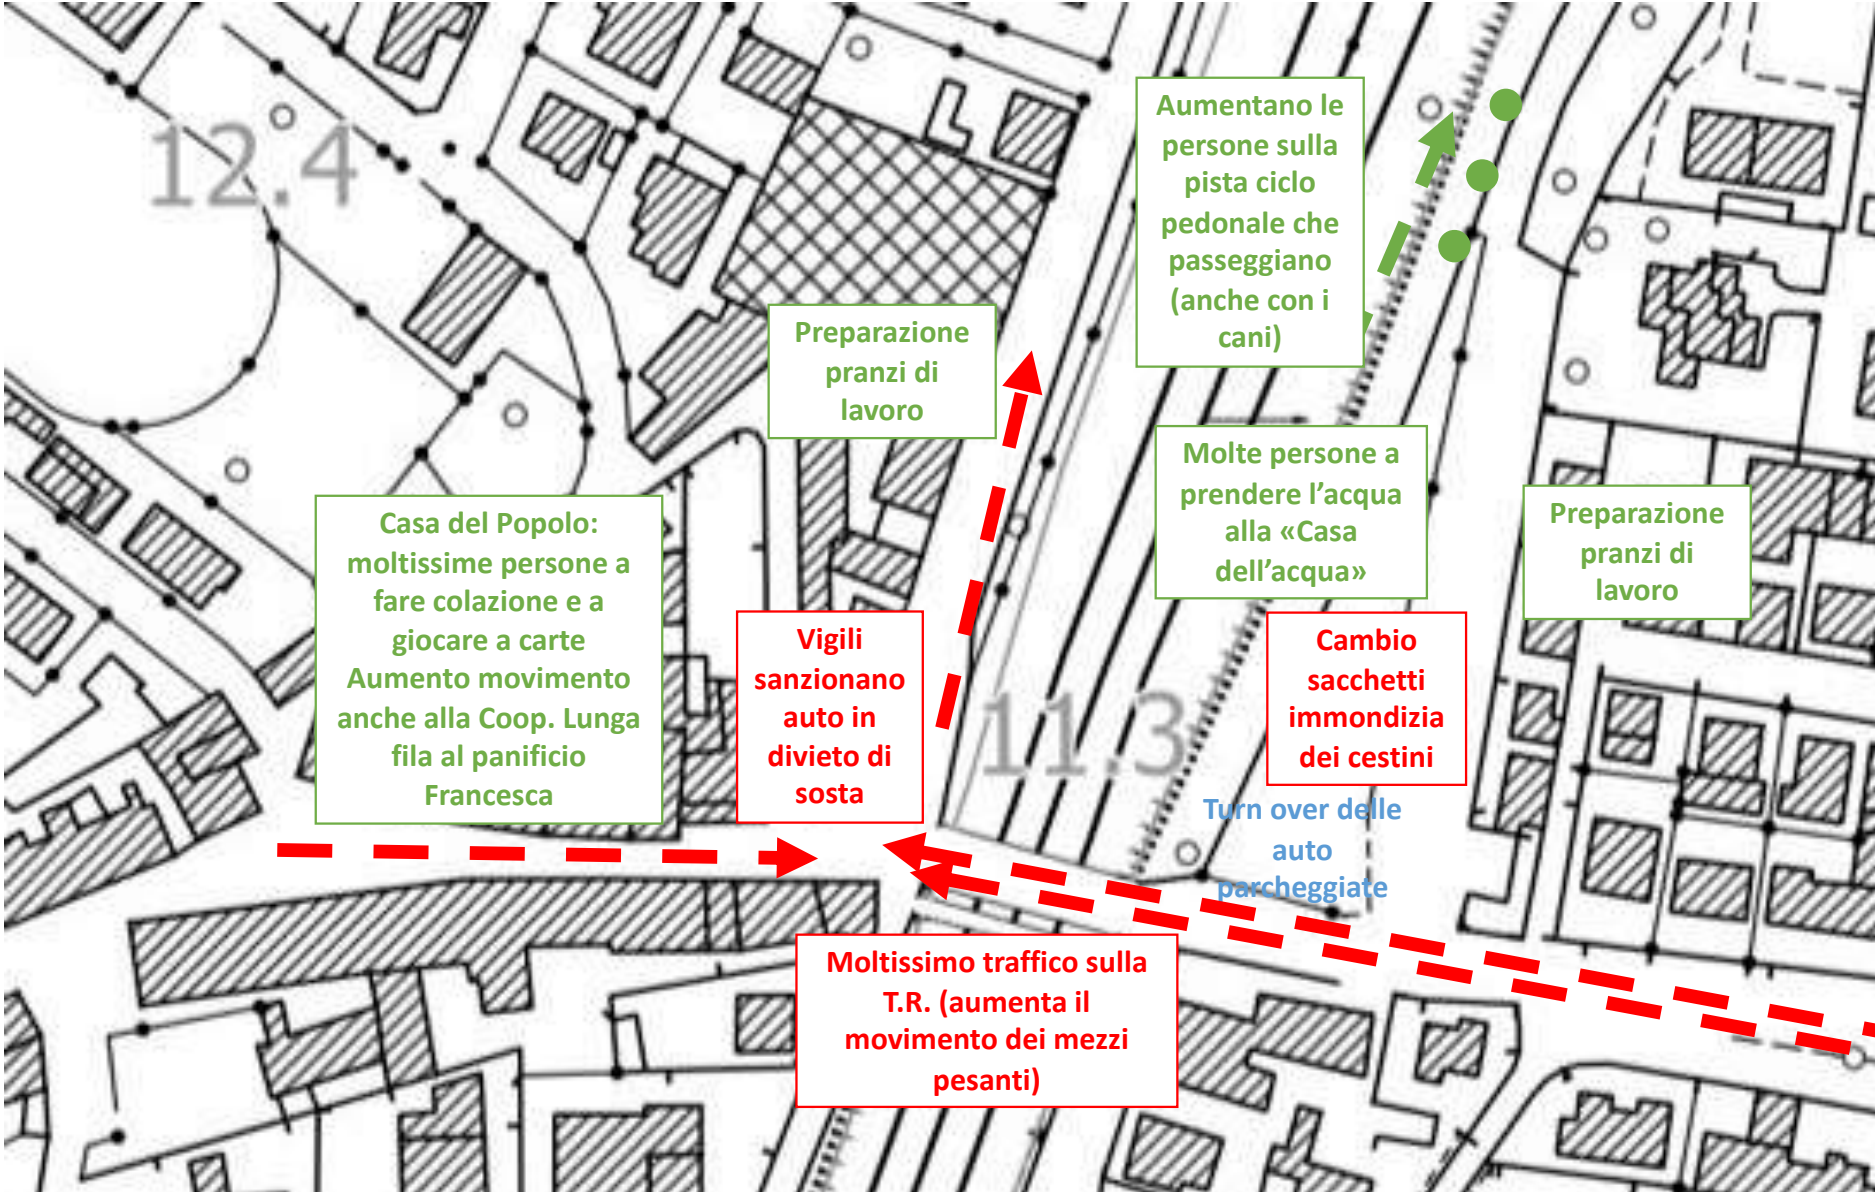 12.4
Aumentano le
persone sulla
pista ciclo
pedonale che
passeggiano
(anche con i
cani)
Preparazione
pranzi di
lavoro
Molte persone a
prendere l’acqua
alla «Casa
dell’acqua»
Preparazione
pranzi di
lavoro
Casa del Popolo:
moltissime persone a
fare colazione e a
giocare a carte
Aumento movimento
anche alla Coop. Lunga
fila al panificio
Francesca
Vigili
sanzionano
auto in
divieto di
sosta
Cambio
sacchetti
immondizia
dei cestini
11.3
Turn over delle
auto
parcheggiate
Moltissimo traffico sulla
T.R. (aumenta il
movimento dei mezzi
pesanti)